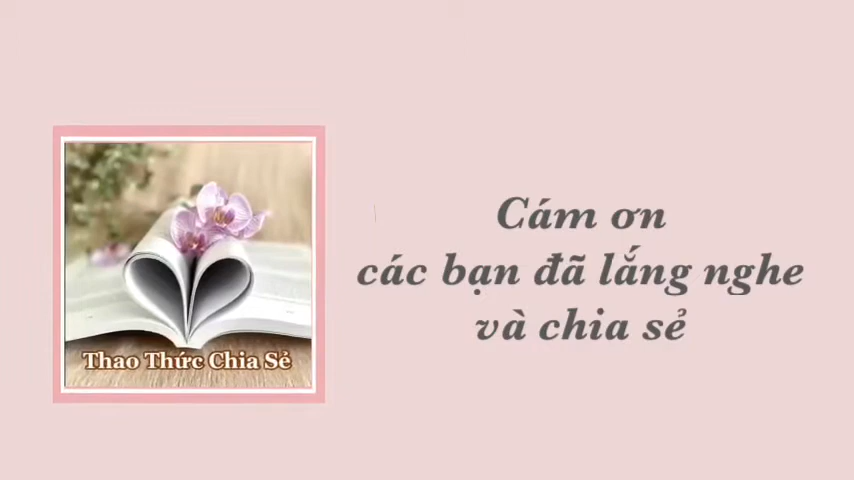 Cám ơn
các bạn đã lắng nghe
và chia sẻ
Thao Thức Chia Sẻ